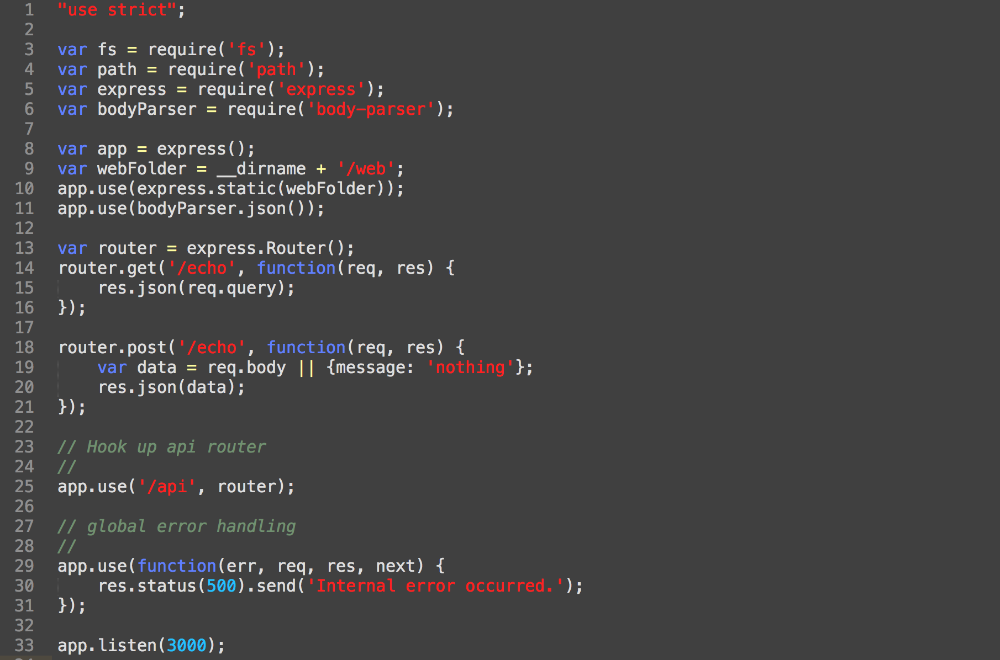 1 "use strict";
2
3 var fs = require('fs');
4 var path = require('path');
5 var express = require('express');
6 var bodyParser = require('body-parser');
7
8 var app = express();
9 var webFolder = __dirname + '/web';
10 app.use(express.static(webFolder));
11 app.use(bodyParser.json());
12
13 var router = express.Router();
14 router.get('/echo', function(req, res) {
15     res.json(req.query);
16 });
17
18 router.post('/echo', function(req, res) {
19     var data = req.body || {message: 'nothing'};
20     res.json(data);
21 });
22
23 // Hook up api router
24 //
25 app.use('/api', router);
26
27 // global error handling
28 //
29 app.use(function(err, req, res, next) {
30     res.status(500).send('Internal error occurred.');
31 });
32
33 app.listen(3000);